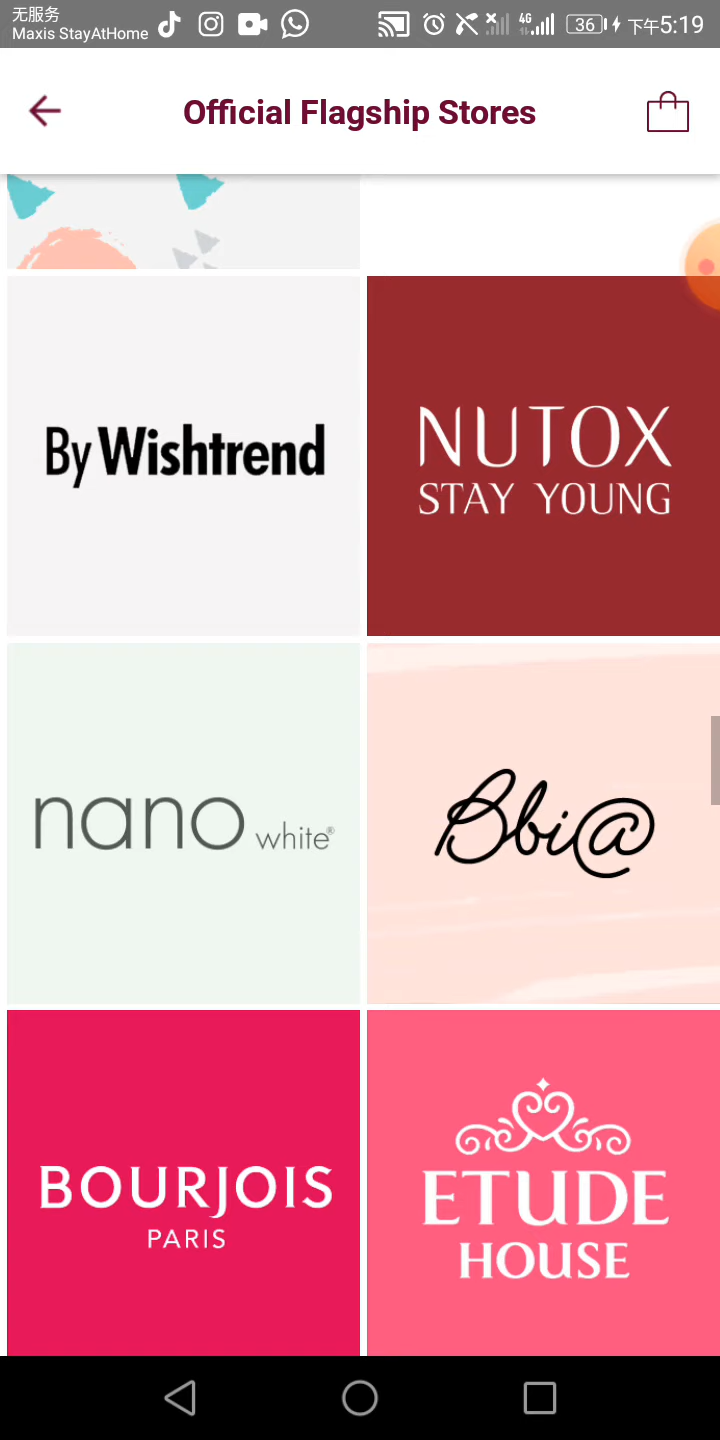 无服务
Maxis StayAtHome
4G
36
下午5:19
Official Flagship Stores
By Wishtrend
NUTOX
STAY YOUNG
nano white®
Bbi@
BOURJOIS
PARIS
ETUDE
HOUSE